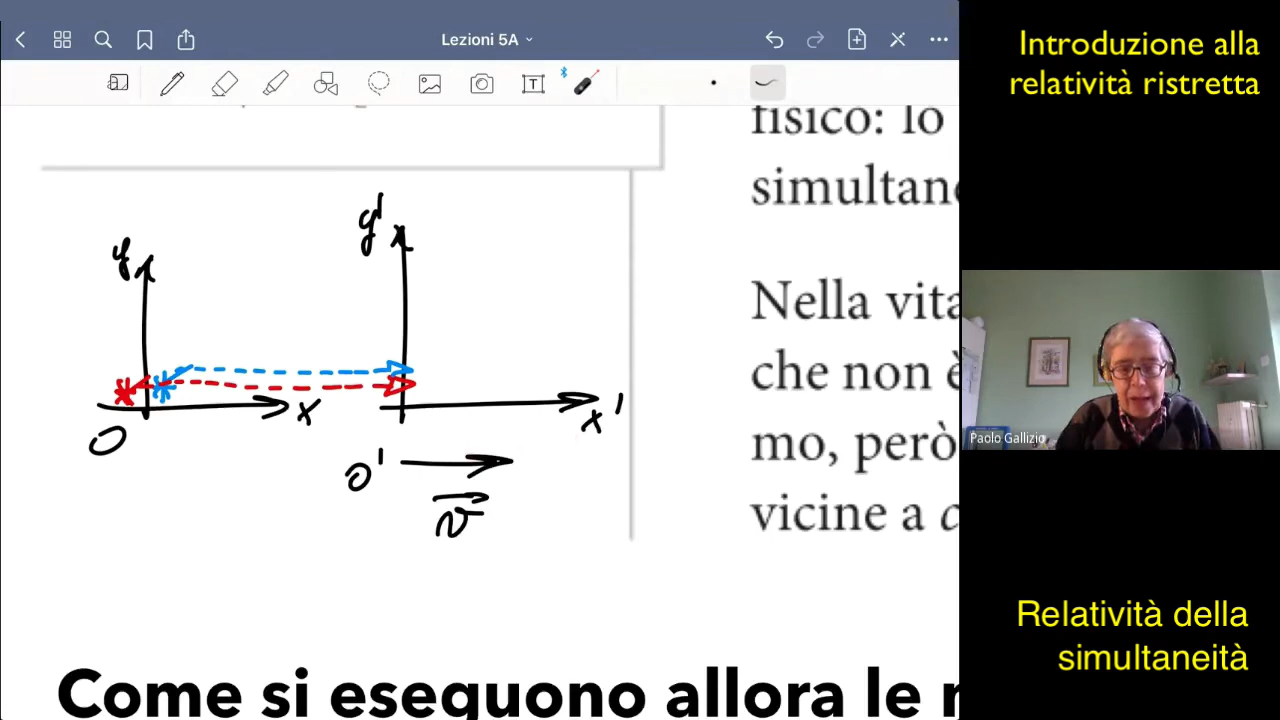 Lezioni 5A
T
fisico: lo
simultan
Nella vita
che non è
mo, però
vicine a c
y
y'
x
x'
O
O'
v
Come si eseguono allora le
Introduzione alla
relatività ristretta
Paolo Gallizio
Relatività della
simultaneità